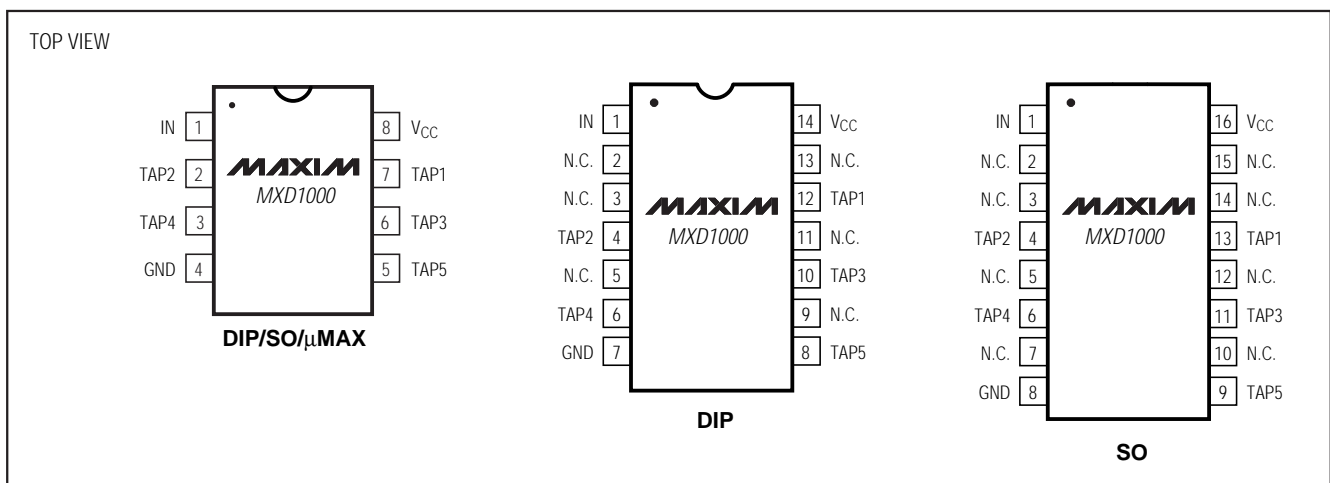 TOP VIEW
IN 1
TAP2 2
TAP4 3
GND 4
8 VCC
7 TAP1
6 TAP3
5 TAP5
MAXIM
MXD1000
DIP/SO/μMAX
IN 1
N.C. 2
N.C. 3
TAP2 4
N.C. 5
TAP4 6
GND 7
14 VCC
13 N.C.
12 TAP1
11 N.C.
10 TAP3
9 N.C.
8 TAP5
MAXIM
MXD1000
DIP
IN 1
N.C. 2
N.C. 3
TAP2 4
N.C. 5
TAP4 6
N.C. 7
GND 8
16 VCC
15 N.C.
14 N.C.
13 TAP1
12 N.C.
11 TAP3
10 N.C.
9 TAP5
MAXIM
MXD1000
SO